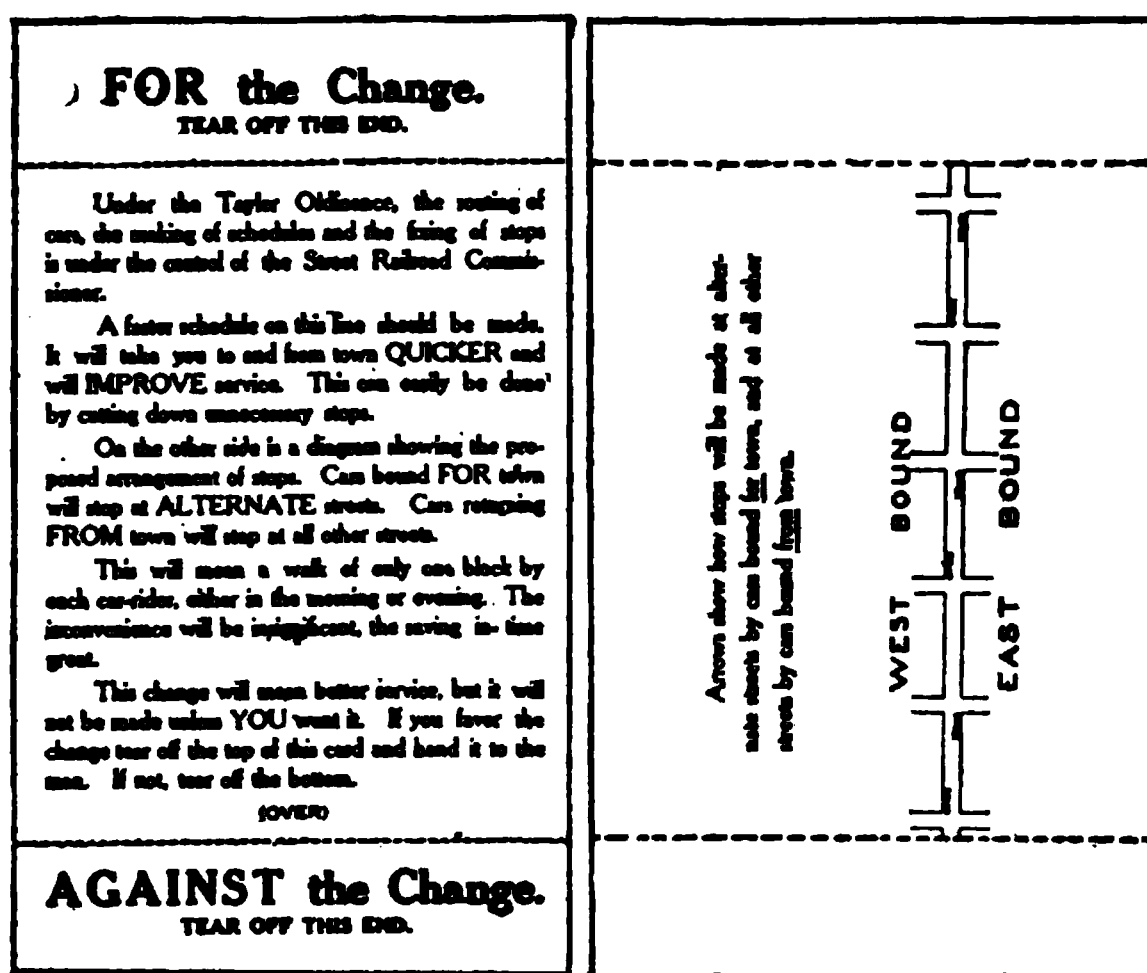 FOR the Change.
TEAR OFF THIS END.
Under the Tayler Ordinance, the routing of
cars, the making of schedules and the fixing of stops
is under the control of the Street Railroad Commis-
sioner.
A faster schedule on this line should be made.
It will take you to and from town QUICKER and
will IMPROVE service. This can easily be done
by cutting down unnecessary stops.
On the other side is a diagram showing the pro-
posed arrangement of stops. Cars bound FOR town
will stop at ALTERNATE streets. Cars returning
FROM town will stop at all other streets.
This will mean a walk of only one block by
each car-rider, either in the morning or evening. The
inconvenience will be insignificant, the saving in time
great.
This change will mean better service, but it will
not be made unless YOU want it. If you favor the
change tear off the top of this card and hand it to the
man. If not, tear off the bottom.
(OVER)
AGAINST the Change.
TEAR OFF THIS END.
Arrows show how stops will be made at alter-
nate streets by cars bound for town, and at all other
streets by cars bound from town.
WEST BOUND
EAST BOUND